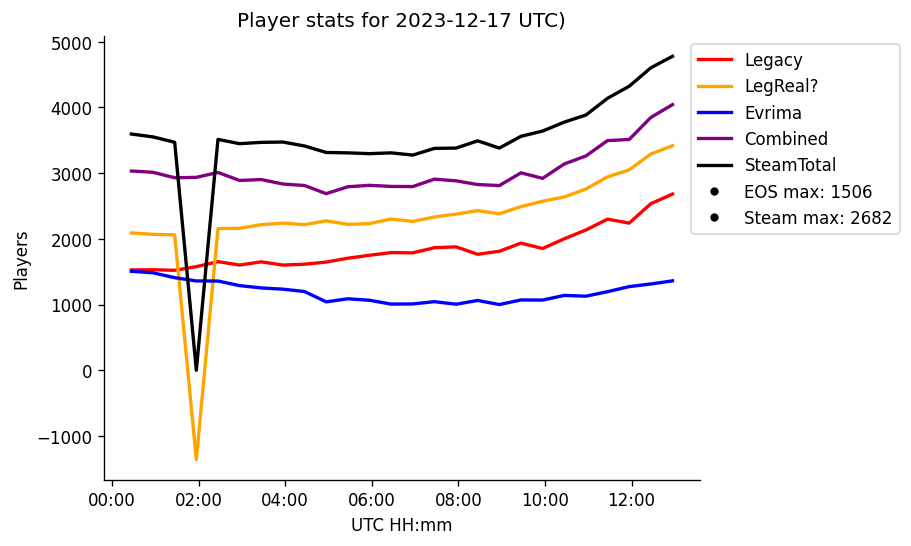 Player stats for 2023-12-17 UTC)
5000
4000
3000
2000
1000
0
−1000
Players
00:00 02:00 04:00 06:00 08:00 10:00 12:00
UTC HH:mm
Legacy
LegReal?
Evrima
Combined
SteamTotal
EOS max: 1506
Steam max: 2682